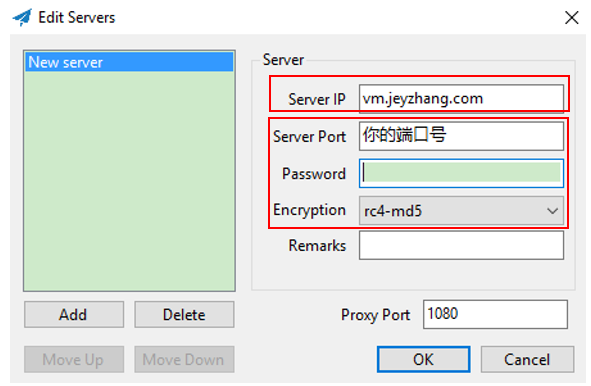 Edit Servers
New server
Server
Server IP vm.jeyzhang.com
Server Port 你的端口号
Password
Encryption rc4-md5
Remarks
Add Delete
Proxy Port 1080
Move Up Move Down OK Cancel